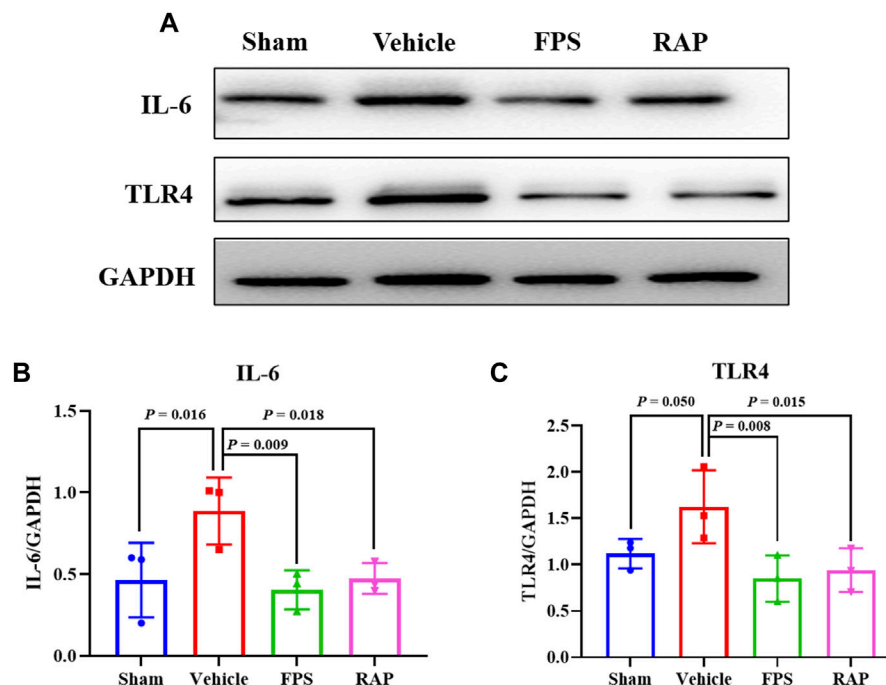 A
Sham Vehicle FPS RAP
IL-6
TLR4
GAPDH
B
IL-6
P = 0.016
P = 0.018
P = 0.009
IL-6/GAPDH
1.5
1.0
0.5
0.0
Sham Vehicle FPS RAP
C
TLR4
P = 0.050
P = 0.015
P = 0.008
TLR4/GAPDH
2.5
2.0
1.5
1.0
0.5
0.0
Sham Vehicle FPS RAP